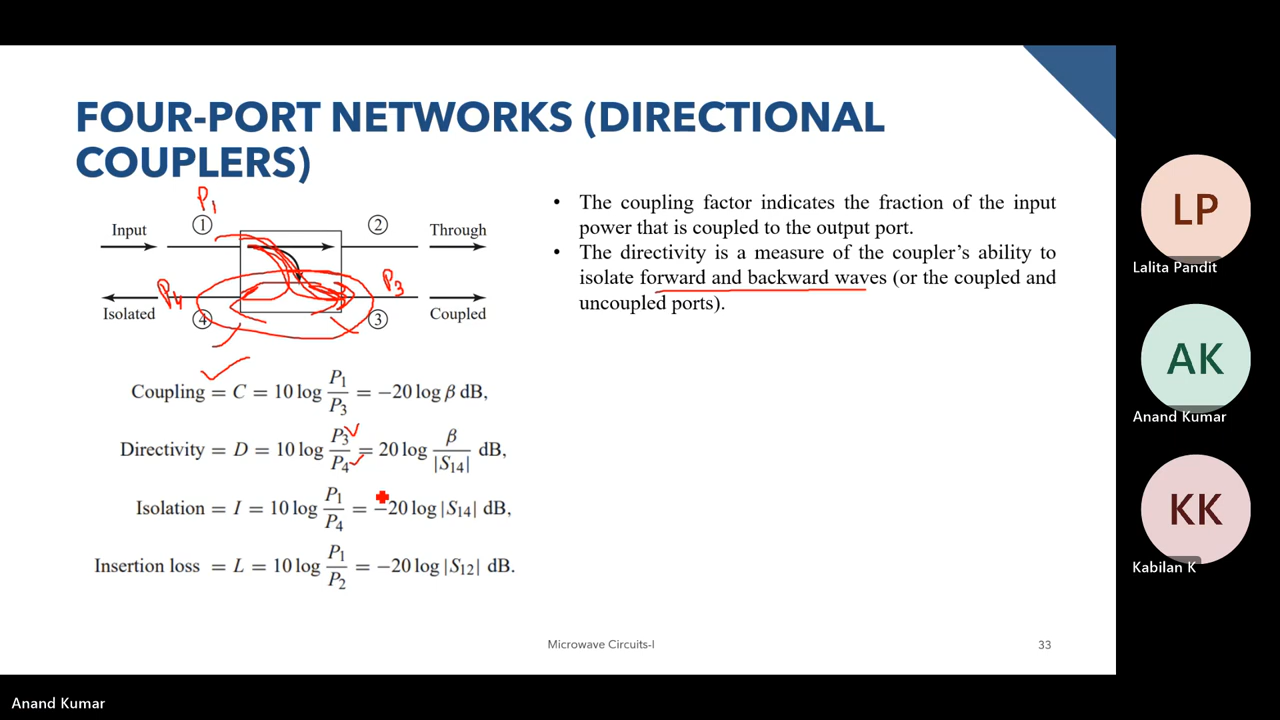 FOUR-PORT NETWORKS (DIRECTIONAL
COUPLERS)
P1
Input ① ② Through
P4 P3
Isolated ④ ③ Coupled
Coupling = C = 10 log P1/P3 = −20 log β dB,
Directivity = D = 10 log P3/P4 = 20 log β/|S14| dB,
Isolation = I = 10 log P1/P4 = −20 log |S14| dB,
Insertion loss = L = 10 log P1/P2 = −20 log |S12| dB.
• The coupling factor indicates the fraction of the input
power that is coupled to the output port.
• The directivity is a measure of the coupler's ability to
isolate forward and backward waves (or the coupled and
uncoupled ports).
Microwave Circuits-I
33
LP
Lalita Pandit
AK
Anand Kumar
KK
Kabilan K
Anand Kumar